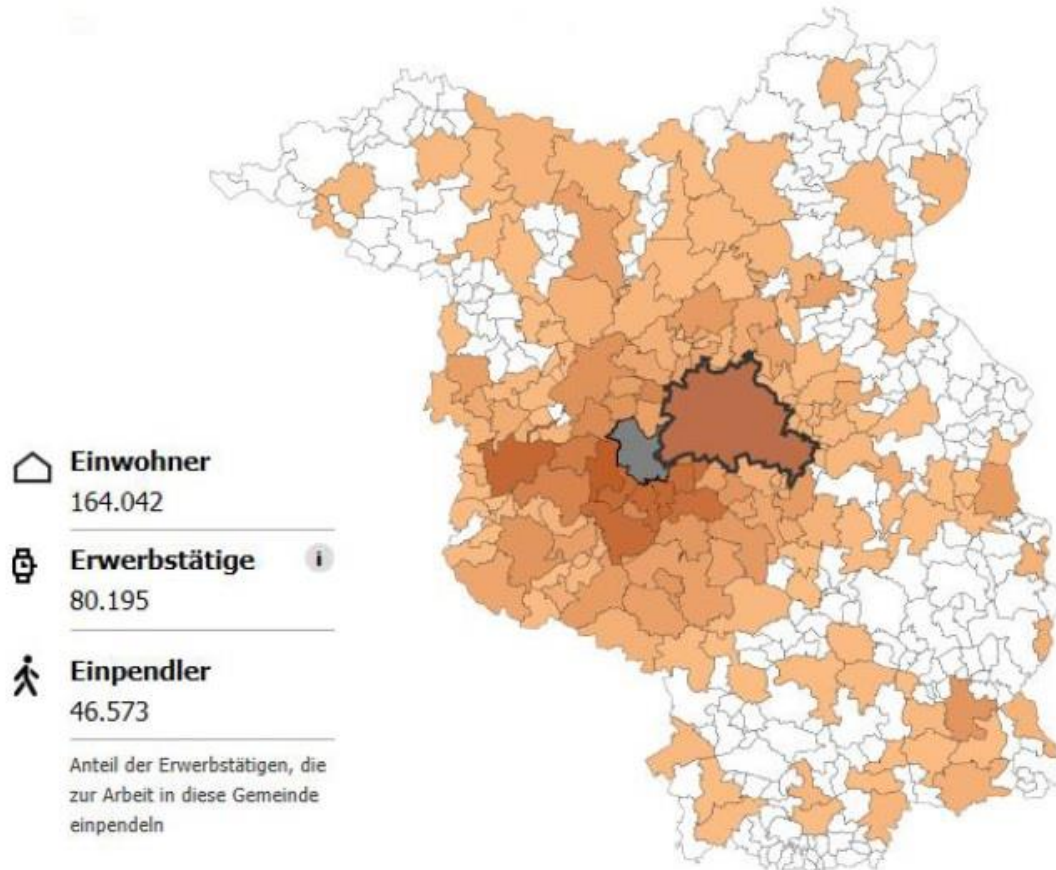 Einwohner
164.042
Erwerbstätige i
80.195
Einpendler
46.573
Anteil der Erwerbstätigen, die
zur Arbeit in diese Gemeinde
einpendeln